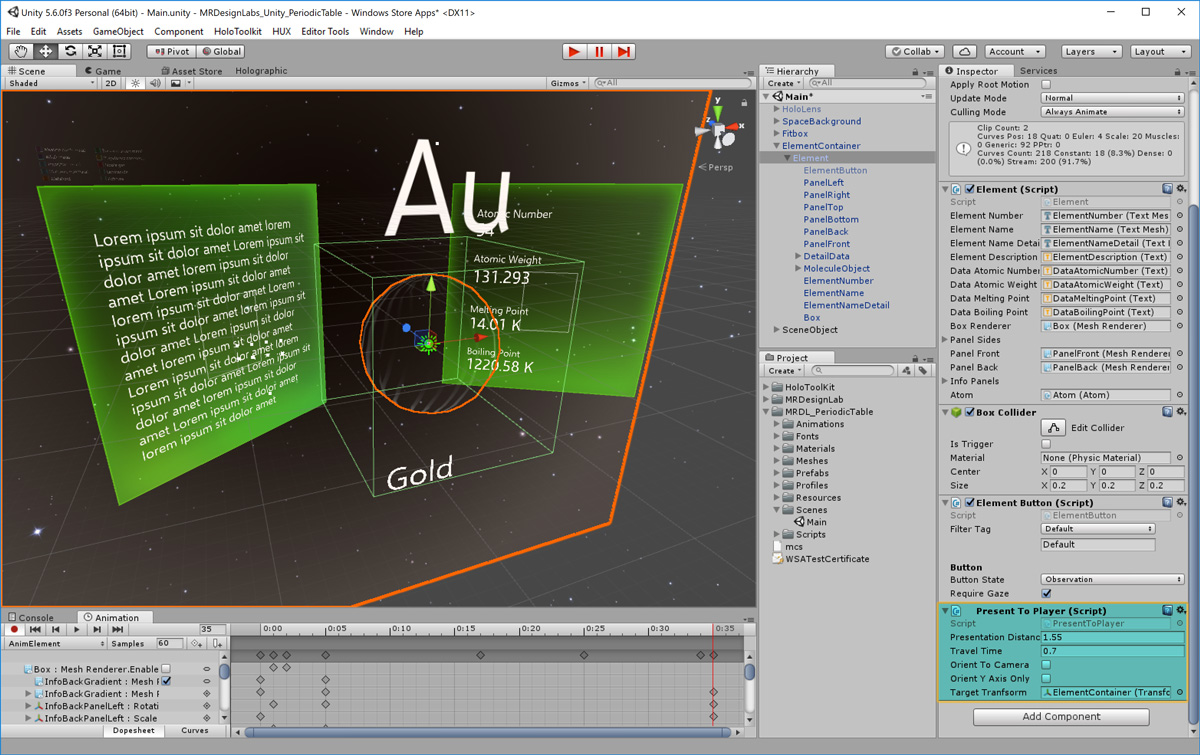 Unity 5.6.0f3 Personal (64bit) - Main.unity - MRDesignLabs_Unity_PeriodicTable - Windows Store Apps* <DX11>
File Edit Assets GameObject Component HoloToolkit HUX Editor Tools Window Help
Pivot Global Collab Account Layers Layout
Scene Game Asset Store Holographic
Shaded 2D Gizmos All
Persp
y
x
z
Au
Lorem ipsum sit dolor amet lorem
ipsum sit dolor amet Lorem ipsum sit
dolor amet lorem ipsum sit dolor
amet Lorem ipsum sit dolor amet
lorem ipsum sit dolor amet Lorem
ipsum sit dolor amet lorem ipsum sit
dolor amet Lorem ipsum sit dolor
amet lorem ipsum sit dolor amet
Lorem ipsum sit dolor amet lorem
ipsum sit dolor amet Lorem ipsum sit
dolor amet lorem ipsum sit dolor
amet Lorem ipsum sit dolor amet
lorem ipsum sit dolor amet
Atomic Number
54
Atomic Weight
131.293
Melting Point
14.01 K
Boiling Point
1220.58 K
Gold
Console Animation
35 0:00 0:05 0:10 0:15 0:20 0:25 0:30 0:35
AnimElement Samples 60
Box : Mesh Renderer.Enable
InfoBackGradient : Mesh F
InfoBackGradient : Mesh F
InfoBackPanelLeft : Rotati
InfoBackPanelLeft : Scale
Dopesheet Curves
Hierarchy
Create All
Main*
HoloLens
SpaceBackground
Fitbox
ElementContainer
Element
ElementButton
PanelLeft
PanelRight
PanelTop
PanelBottom
PanelBack
PanelFront
DetailData
MoleculeObject
ElementNumber
ElementName
ElementNameDetail
Box
SceneObject
Project
Create
HoloToolKit
MRDesignLab
MRDL_PeriodicTable
Animations
Fonts
Materials
Meshes
Prefabs
Profiles
Resources
Scenes
Main
Scripts
mcs
WSATestCertificate
Inspector Services
Apply Root Motion
Update Mode Normal
Culling Mode Always Animate
Clip Count: 2
Curves Pos: 18 Quat: 0 Euler: 4 Scale: 20 Muscles:
0 Generic: 92 PPtr: 0
Curves Count: 218 Constant: 18 (8.3%) Dense: 0
(0.0%) Stream: 200 (91.7%)
Element (Script)
Script Element
Element Number ElementNumber (Text Mes
Element Name ElementName (Text Mesh)
Element Name Detai ElementNameDetail (Text I
Element Description ElementDescription (Text)
Data Atomic Number DataAtomicNumber (Text)
Data Atomic Weight DataAtomicWeight (Text)
Data Melting Point DataMeltingPoint (Text)
Data Boiling Point DataBoilingPoint (Text)
Box Renderer Box (Mesh Renderer)
Panel Sides
Panel Front PanelFront (Mesh Renderer
Panel Back PanelBack (Mesh Renderer
Info Panels
Atom Atom (Atom)
Box Collider
Edit Collider
Is Trigger
Material None (Physic Material)
Center X 0 Y 0 Z 0
Size X 0.2 Y 0.2 Z 0.2
Element Button (Script)
Script ElementButton
Filter Tag Default
Default
Button
Button State Observation
Require Gaze
Present To Player (Script)
Script PresentToPlayer
Presentation Distanc 1.55
Travel Time 0.7
Orient To Camera
Orient Y Axis Only
Target Tranfsorm ElementContainer (Transfo
Add Component